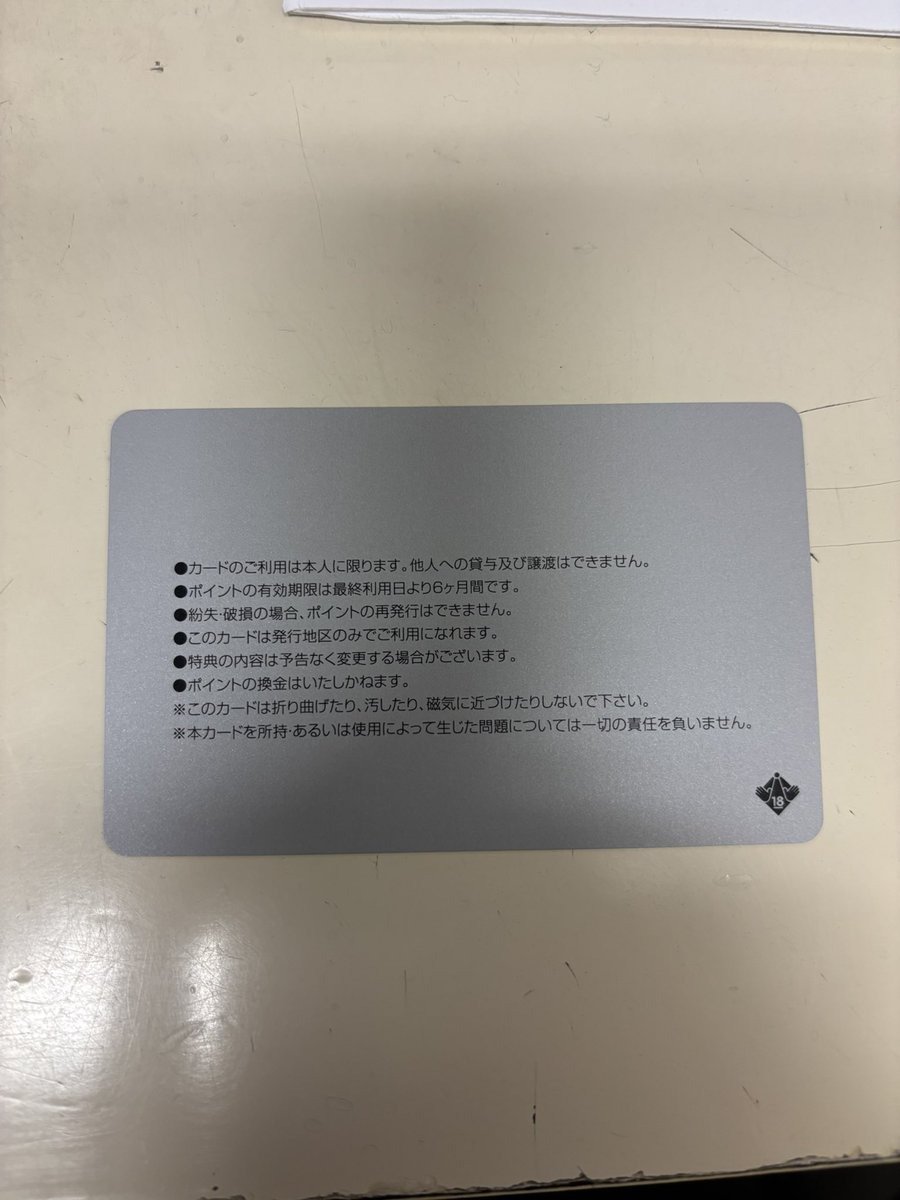 ●カードのご利用は本人に限ります。他人への貸与及び譲渡はできません。
●ポイントの有効期限は最終利用日より6ヶ月間です。
●紛失・破損の場合、ポイントの再発行はできません。
●このカードは発行地区のみでご利用になれます。
●特典の内容は予告なく変更する場合がございます。
●ポイントの換金はいたしかねます。
※このカードは折り曲げたり、汚したり、磁気に近づけたりしないで下さい。
※本カードを所持・あるいは使用によって生じた問題については一切の責任を負いません。
18